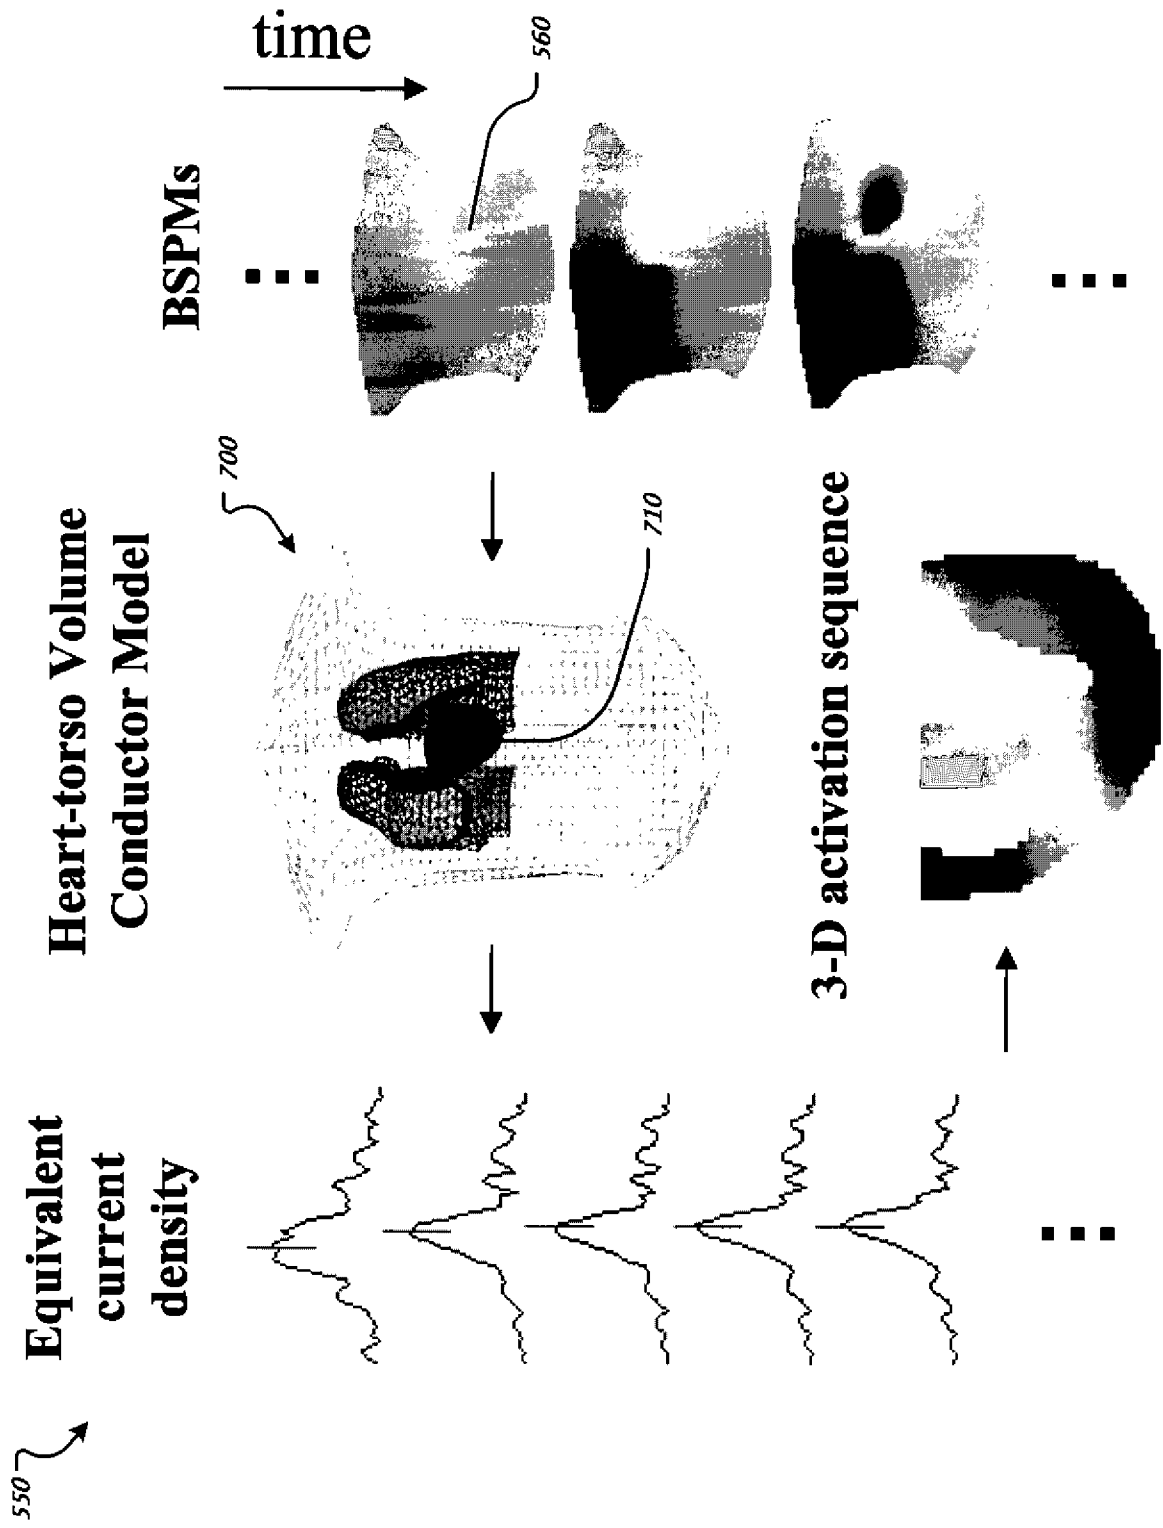 550
Equivalent
current
density
Heart-torso Volume
Conductor Model
700
710
BSPMs
time
560
3-D activation sequence